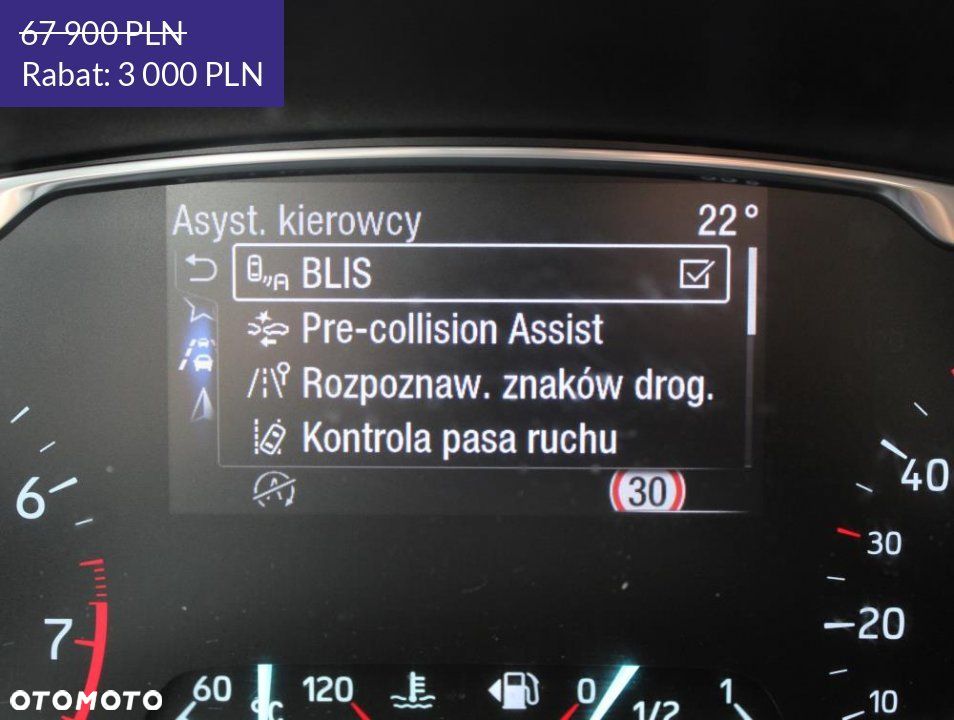 67 900 PLN
Rabat: 3 000 PLN
Asyst. kierowcy 22°
BLIS
Pre-collision Assist
Rozpoznaw. znaków drog.
Kontrola pasa ruchu
A 30
40
6
30
20
7
60 °C 120 0 1/2 1
10
OTOMOTO